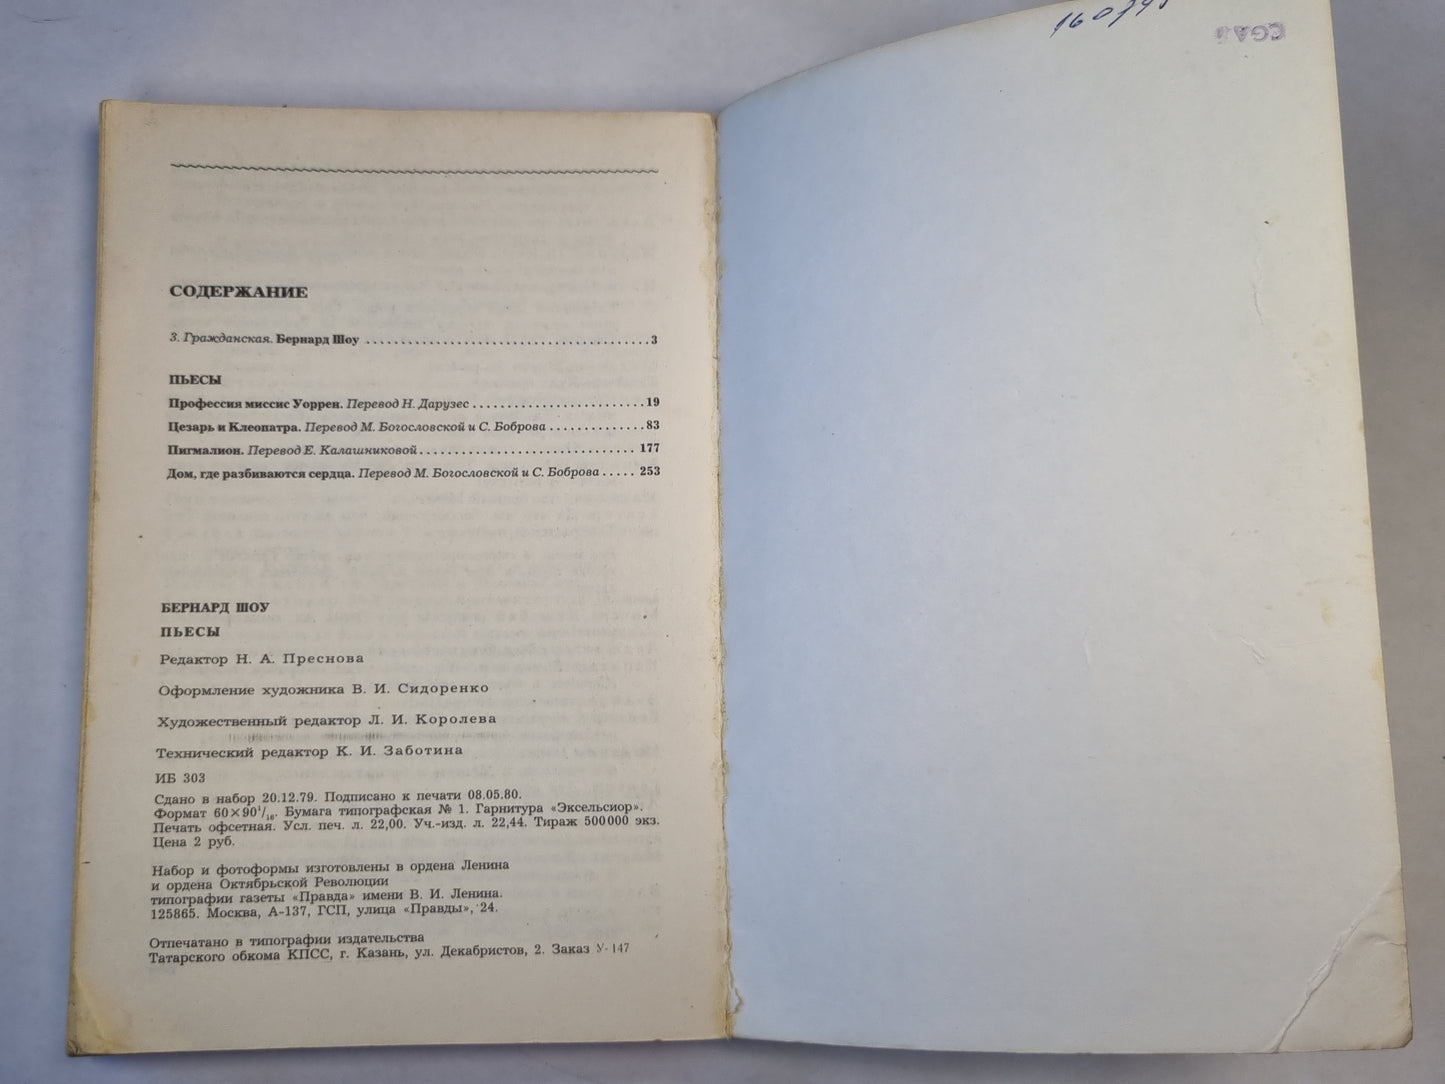 СОДЕРЖАНИЕ
З. Гражданская. Бернард Шоу ........................................ 3
ПЬЕСЫ
Профессия миссис Уоррен. Перевод Н. Дарузес ......................... 19
Цезарь и Клеопатра. Перевод М. Богословской и С. Боброва .............. 83
Пигмалион. Перевод Е. Калашниковой ............................... 177
Дом, где разбиваются сердца. Перевод М. Богословской и С. Боброва ..... 253
БЕРНАРД ШОУ
ПЬЕСЫ
Редактор Н. А. Преснова
Оформление художника В. И. Сидоренко
Художественный редактор Л. И. Королева
Технический редактор К. И. Заботина
ИБ 303
Сдано в набор 20.12.79. Подписано к печати 08.05.80.
Формат 60×90¹/₁₆. Бумага типографская № 1. Гарнитура «Эксельсиор».
Печать офсетная. Усл. печ. л. 22,00. Уч.-изд. л. 22,44. Тираж 500000 экз.
Цена 2 руб.
Набор и фотоформы изготовлены в ордена Ленина
и ордена Октябрьской Революции
типографии газеты «Правда» имени В. И. Ленина.
125865. Москва, А-137, ГСП, улица «Правды», 24.
Отпечатано в типографии издательства
Татарского обкома КПСС, г. Казань, ул. Декабристов, 2. Заказ У-147